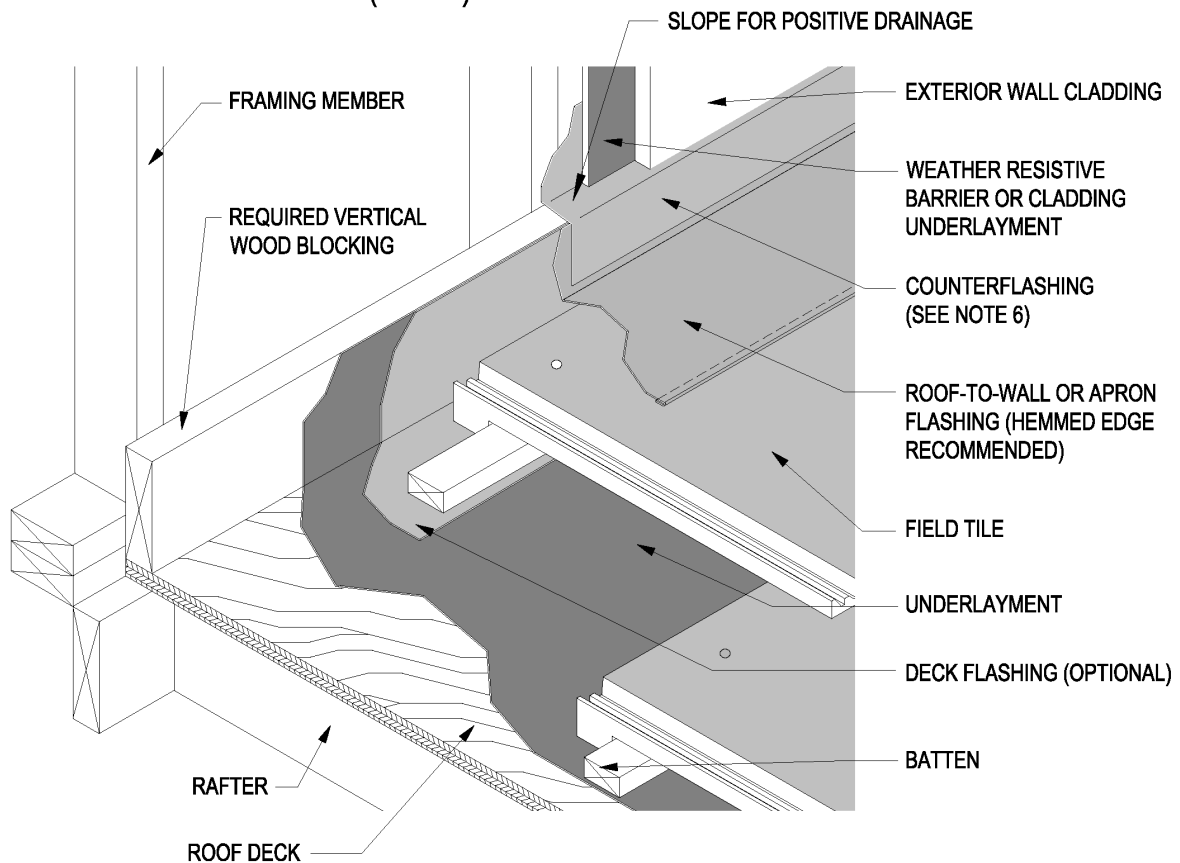 SLOPE FOR POSITIVE DRAINAGE
FRAMING MEMBER
EXTERIOR WALL CLADDING
WEATHER RESISTIVE
BARRIER OR CLADDING
UNDERLAYMENT
REQUIRED VERTICAL
WOOD BLOCKING
COUNTERFLASHING
(SEE NOTE 6)
ROOF-TO-WALL OR APRON
FLASHING (HEMMED EDGE
RECOMMENDED)
FIELD TILE
UNDERLAYMENT
DECK FLASHING (OPTIONAL)
BATTEN
RAFTER
ROOF DECK